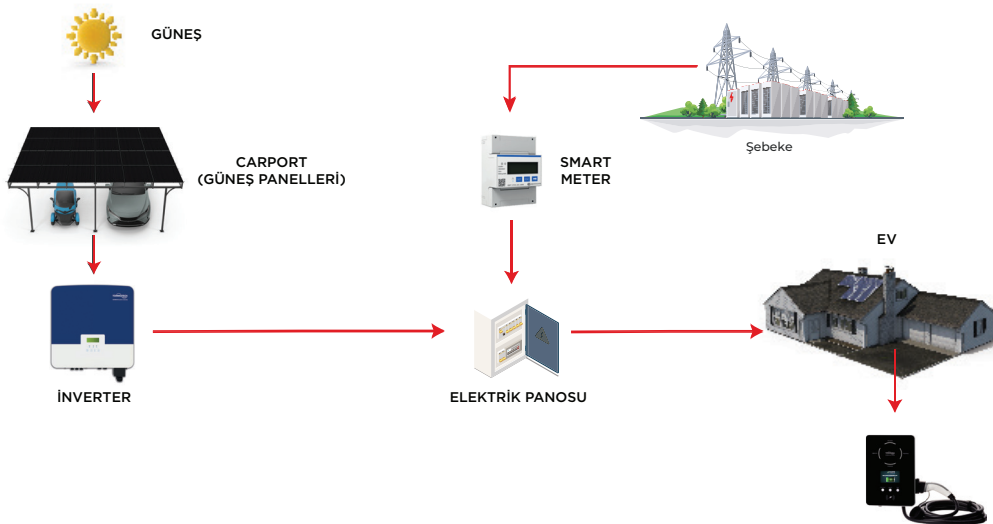 GÜNEŞ
CARPORT
(GÜNEŞ PANELLERİ)
SMART
METER
Şebeke
EV
İNVERTER
ELEKTRİK PANOSU